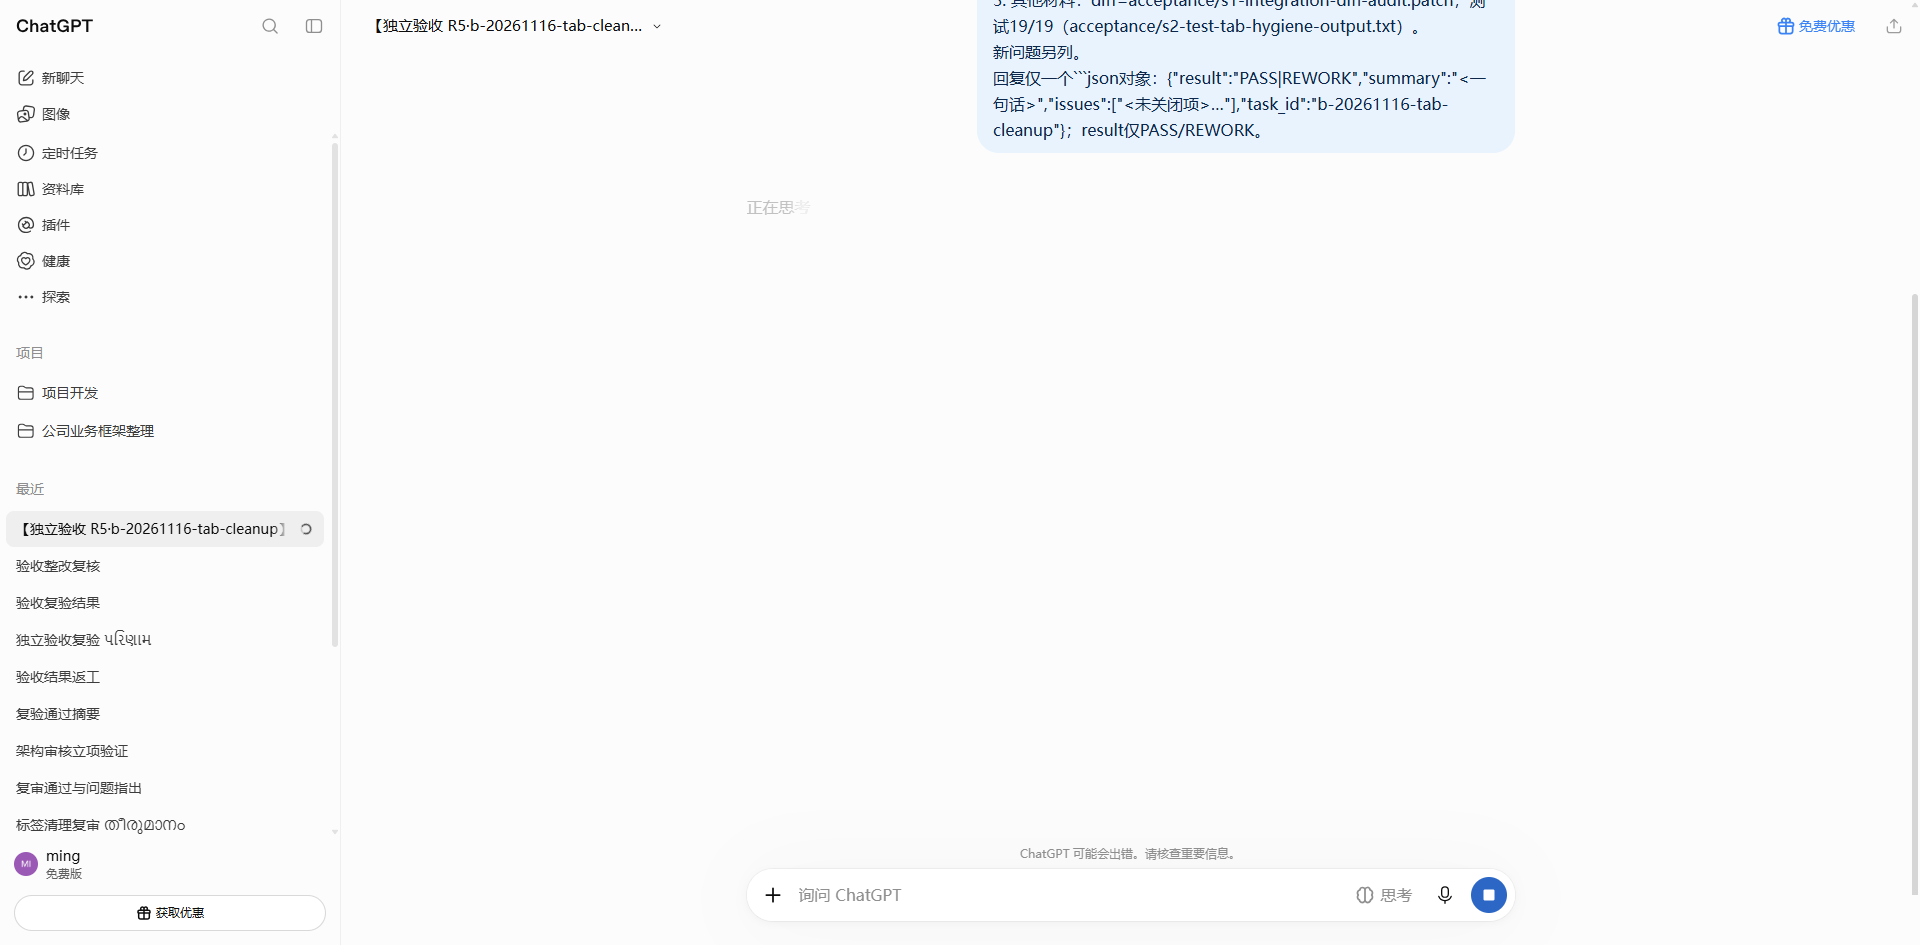 ChatGPT
新聊天
图像
定时任务
资料库
插件
健康
探索
项目
项目开发
公司业务框架整理
最近
【独立验收 R5·b-20261116-tab-cleanup】
验收整改复核
验收复验结果
独立验收复验 પરિણામ
验收结果返工
复验通过摘要
架构审核立项验证
复审通过与问题指出
标签清理复审 തീരുമാനം
MI
ming
免费版
获取优惠
【独立验收 R5·b-20261116-tab-clean...
免费优惠
试19/19（acceptance/s2-test-tab-hygiene-output.txt）。
新问题另列。
回复仅一个```json对象：{"result":"PASS|REWORK","summary":"<一
句话>","issues":["<未关闭项>..."],"task_id":"b-20261116-tab-
cleanup"}；result仅PASS/REWORK。
正在思考
ChatGPT 可能会出错。请核查重要信息。
询问 ChatGPT
思考